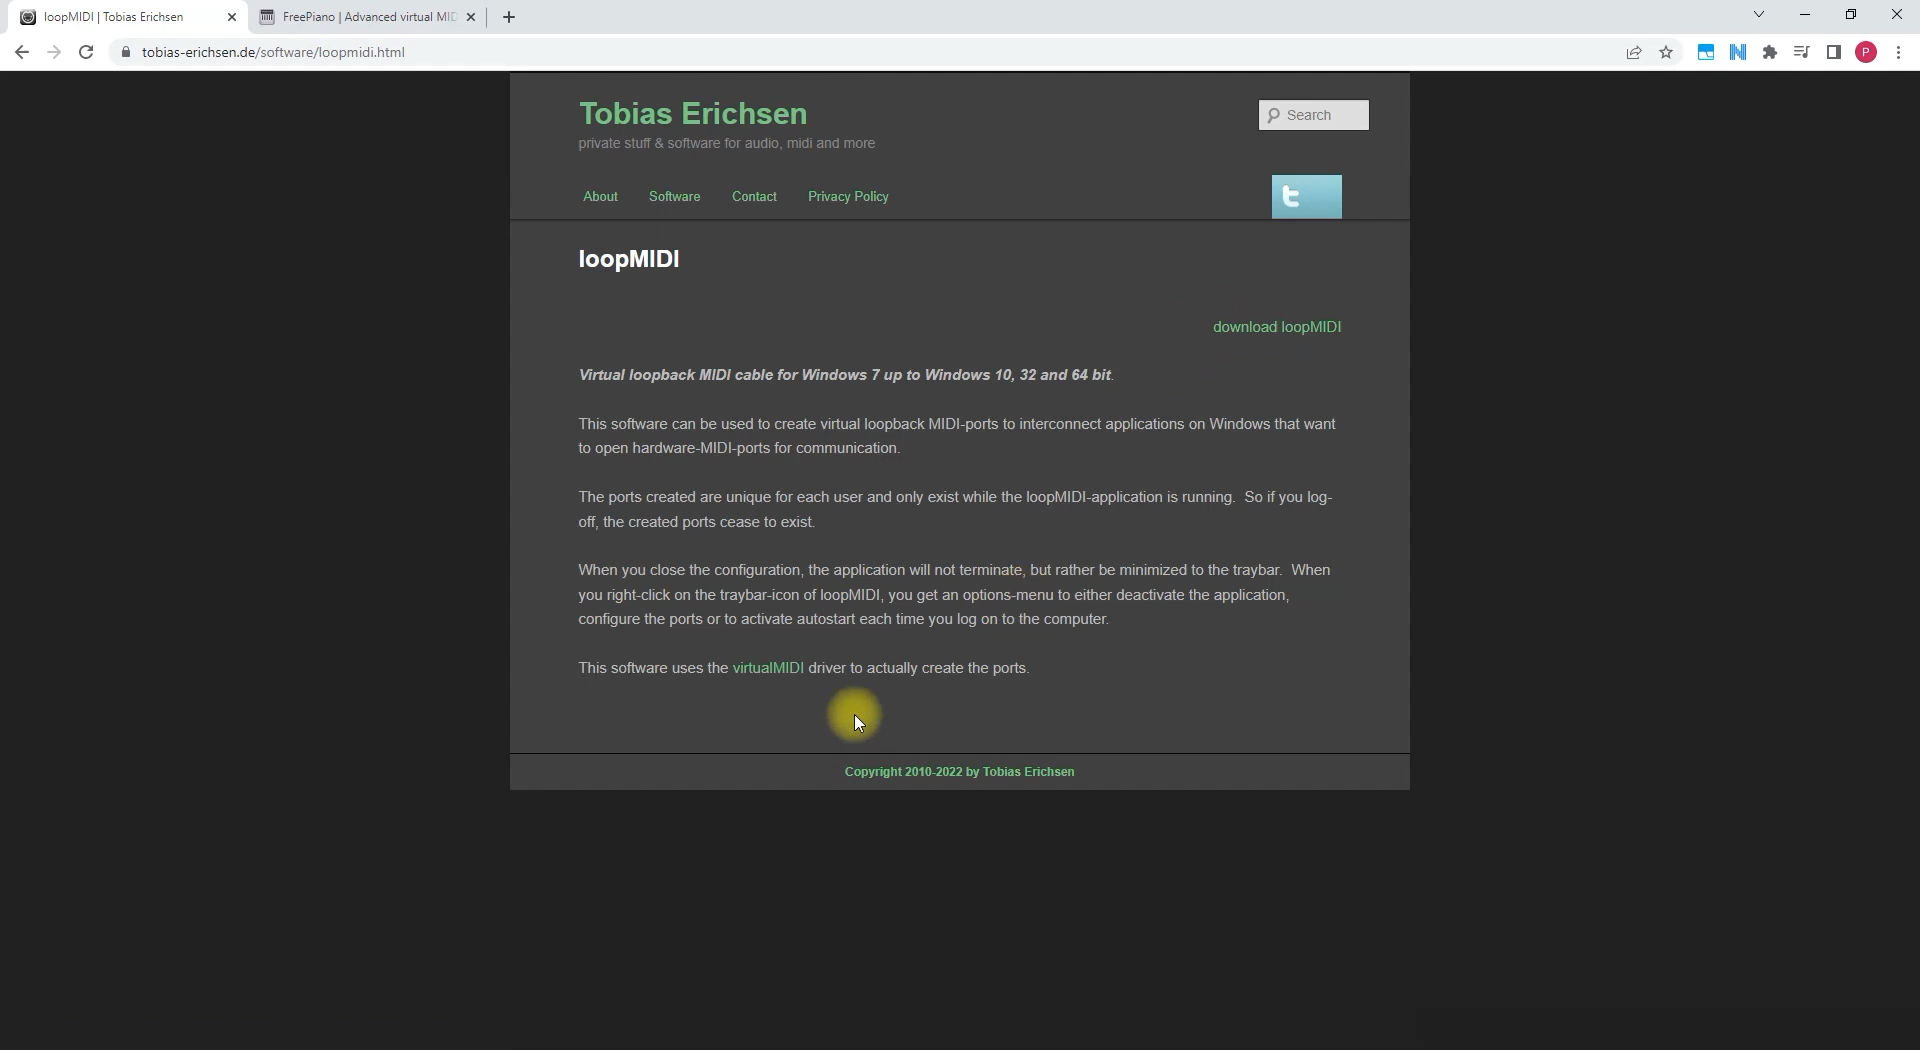 loopMIDI | Tobias Erichsen
FreePiano | Advanced virtual MID
tobias-erichsen.de/software/loopmidi.html
P
Tobias Erichsen
Search
private stuff & software for audio, midi and more
About Software Contact Privacy Policy
loopMIDI
download loopMIDI
Virtual loopback MIDI cable for Windows 7 up to Windows 10, 32 and 64 bit.
This software can be used to create virtual loopback MIDI-ports to interconnect applications on Windows that want
to open hardware-MIDI-ports for communication.
The ports created are unique for each user and only exist while the loopMIDI-application is running.  So if you log-
off, the created ports cease to exist.
When you close the configuration, the application will not terminate, but rather be minimized to the traybar.  When
you right-click on the traybar-icon of loopMIDI, you get an options-menu to either deactivate the application,
configure the ports or to activate autostart each time you log on to the computer.
This software uses the virtualMIDI driver to actually create the ports.
Copyright 2010-2022 by Tobias Erichsen